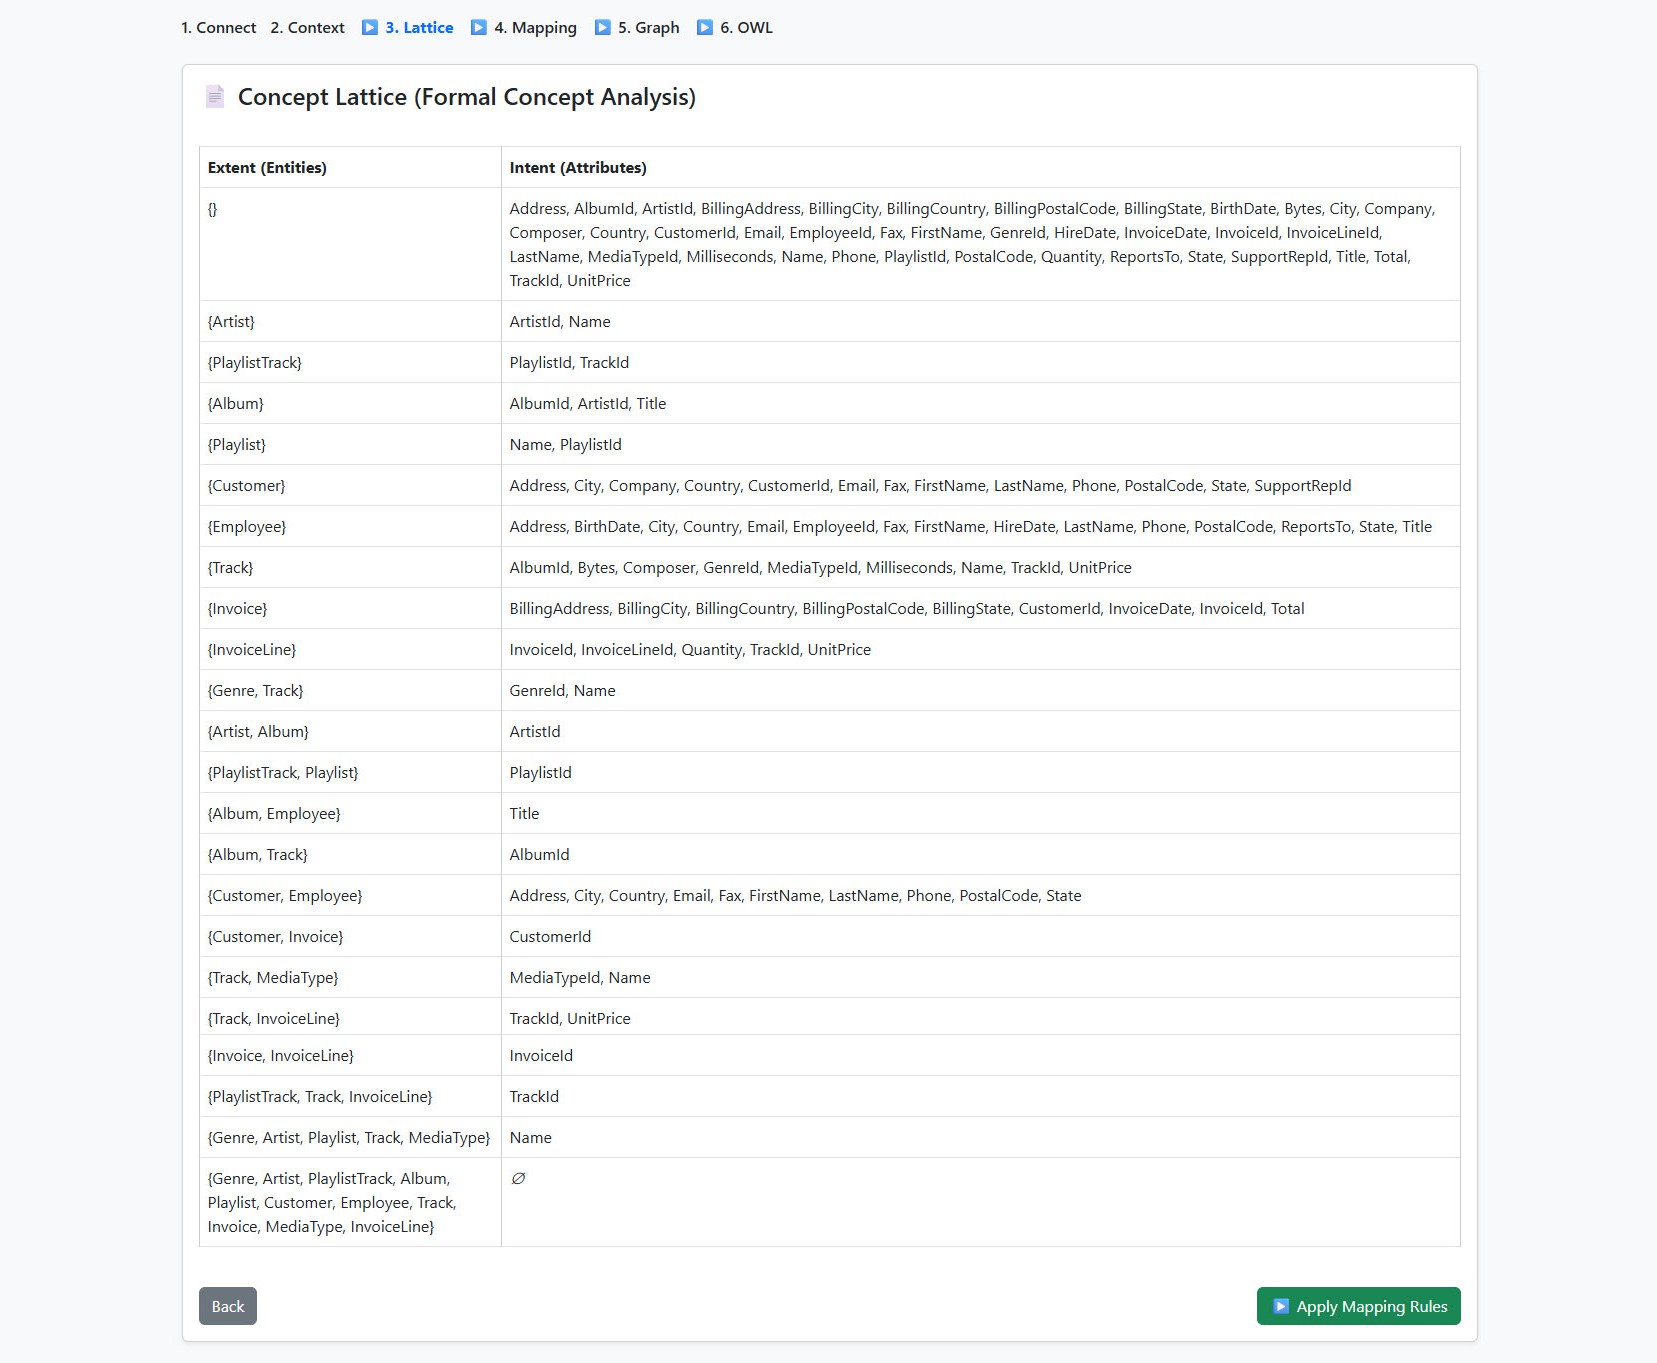 1. Connect 2. Context 3. Lattice 4. Mapping 5. Graph 6. OWL
Concept Lattice (Formal Concept Analysis)
Extent (Entities) Intent (Attributes)
{} Address, AlbumId, ArtistId, BillingAddress, BillingCity, BillingCountry, BillingPostalCode, BillingState, BirthDate, Bytes, City, Company,
Composer, Country, CustomerId, Email, EmployeeId, Fax, FirstName, GenreId, HireDate, InvoiceDate, InvoiceId, InvoiceLineId,
LastName, MediaTypeId, Milliseconds, Name, Phone, PlaylistId, PostalCode, Quantity, ReportsTo, State, SupportRepId, Title, Total,
TrackId, UnitPrice
{Artist} ArtistId, Name
{PlaylistTrack} PlaylistId, TrackId
{Album} AlbumId, ArtistId, Title
{Playlist} Name, PlaylistId
{Customer} Address, City, Company, Country, CustomerId, Email, Fax, FirstName, LastName, Phone, PostalCode, State, SupportRepId
{Employee} Address, BirthDate, City, Country, Email, EmployeeId, Fax, FirstName, HireDate, LastName, Phone, PostalCode, ReportsTo, State, Title
{Track} AlbumId, Bytes, Composer, GenreId, MediaTypeId, Milliseconds, Name, TrackId, UnitPrice
{Invoice} BillingAddress, BillingCity, BillingCountry, BillingPostalCode, BillingState, CustomerId, InvoiceDate, InvoiceId, Total
{InvoiceLine} InvoiceId, InvoiceLineId, Quantity, TrackId, UnitPrice
{Genre, Track} GenreId, Name
{Artist, Album} ArtistId
{PlaylistTrack, Playlist} PlaylistId
{Album, Employee} Title
{Album, Track} AlbumId
{Customer, Employee} Address, City, Country, Email, Fax, FirstName, LastName, Phone, PostalCode, State
{Customer, Invoice} CustomerId
{Track, MediaType} MediaTypeId, Name
{Track, InvoiceLine} TrackId, UnitPrice
{Invoice, InvoiceLine} InvoiceId
{PlaylistTrack, Track, InvoiceLine} TrackId
{Genre, Artist, Playlist, Track, MediaType} Name
{Genre, Artist, PlaylistTrack, Album, ∅
Playlist, Customer, Employee, Track,
Invoice, MediaType, InvoiceLine}
Back Apply Mapping Rules